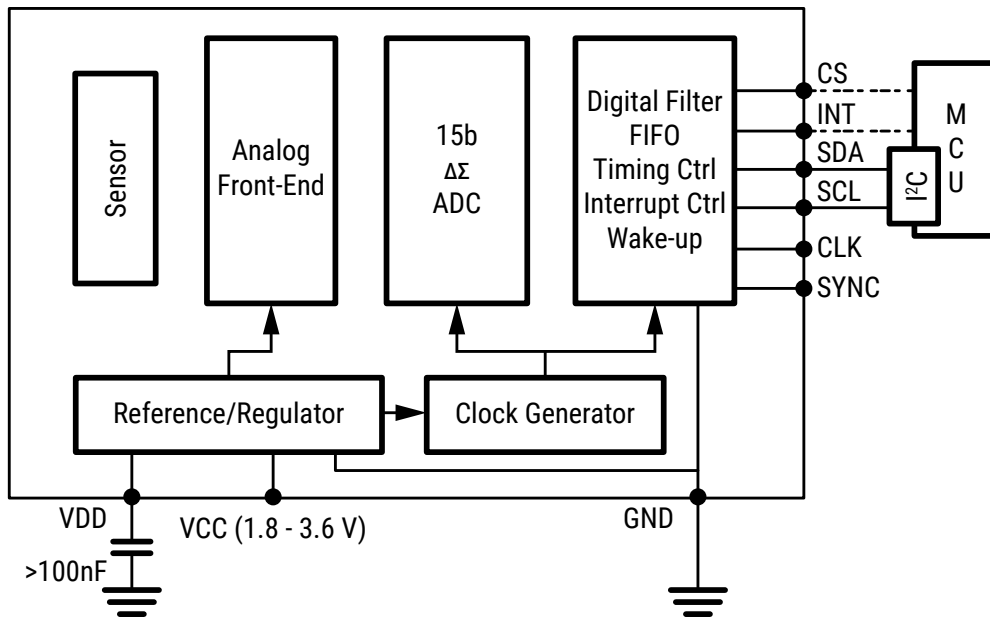 Sensor
Analog
Front-End
15b
ΔΣ
ADC
Digital Filter
FIFO
Timing Ctrl
Interrupt Ctrl
Wake-up
CS
INT
SDA
SCL
CLK
SYNC
I²C
M
C
U
Reference/Regulator
Clock Generator
VDD
VCC (1.8 - 3.6 V)
GND
>100nF